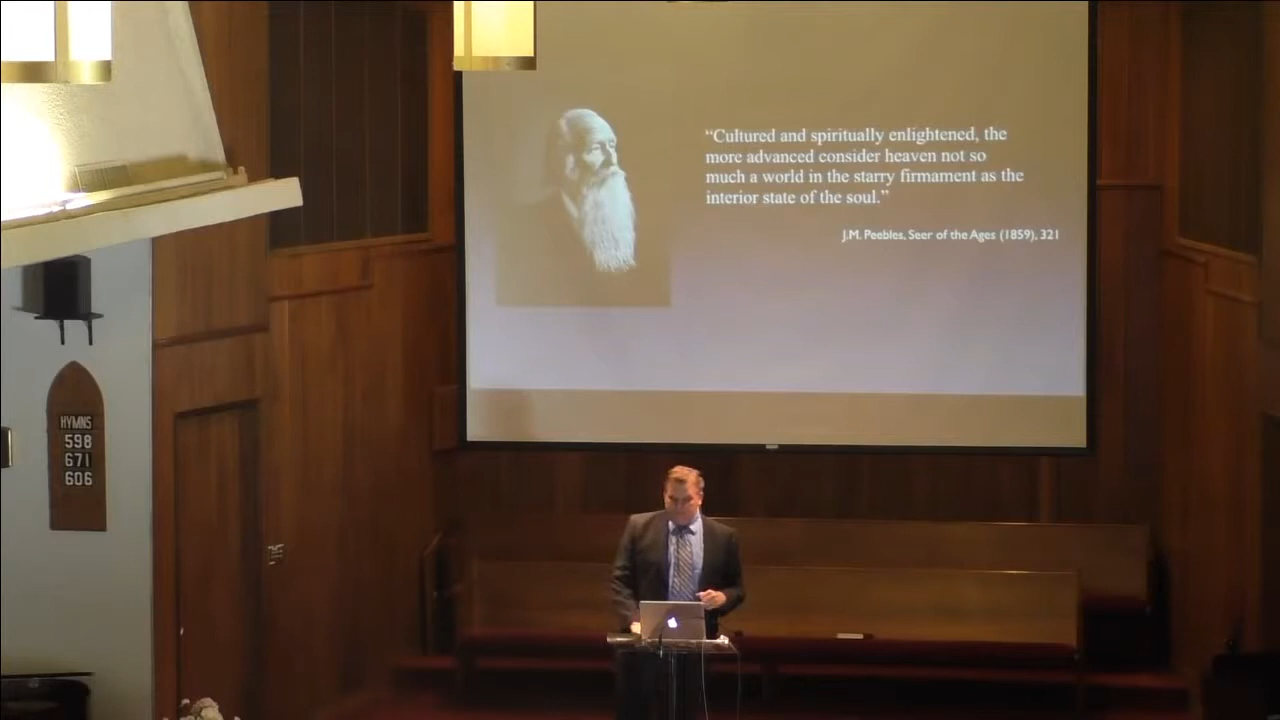 “Cultured and spiritually enlightened, the
more advanced consider heaven not so
much a world in the starry firmament as the
interior state of the soul.”
J.M. Peebles, Seer of the Ages (1859), 321
HYMNS
598
671
606